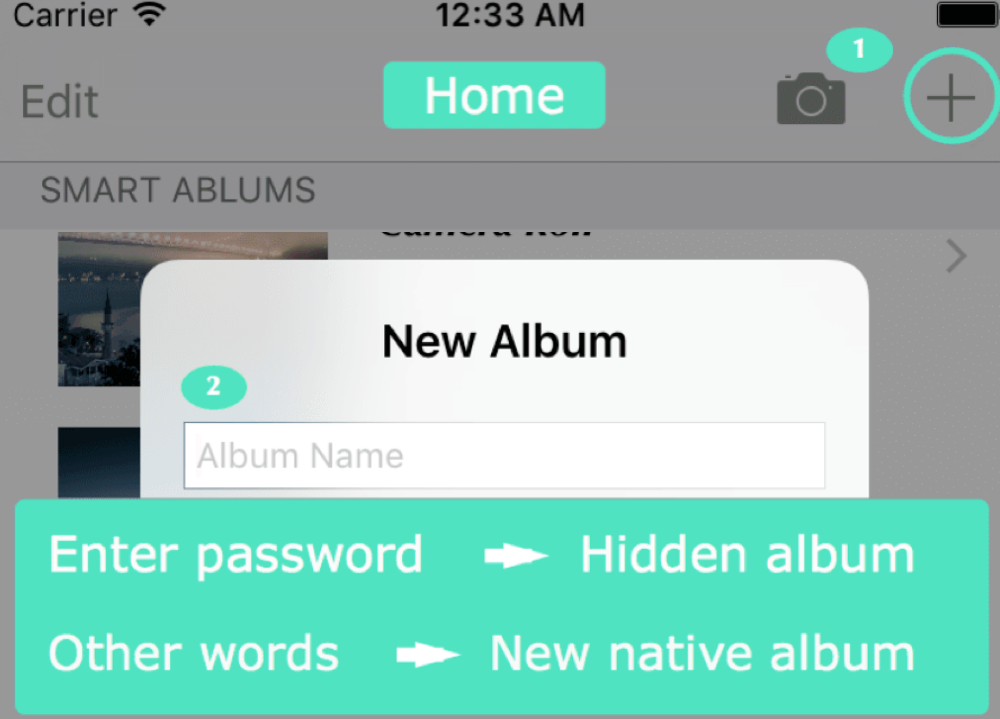 Carrier 12:33 AM
1
Edit Home
SMART ABLUMS
Camera Roll
New Album
2
Album Name
Enter password Hidden album
Other words New native album